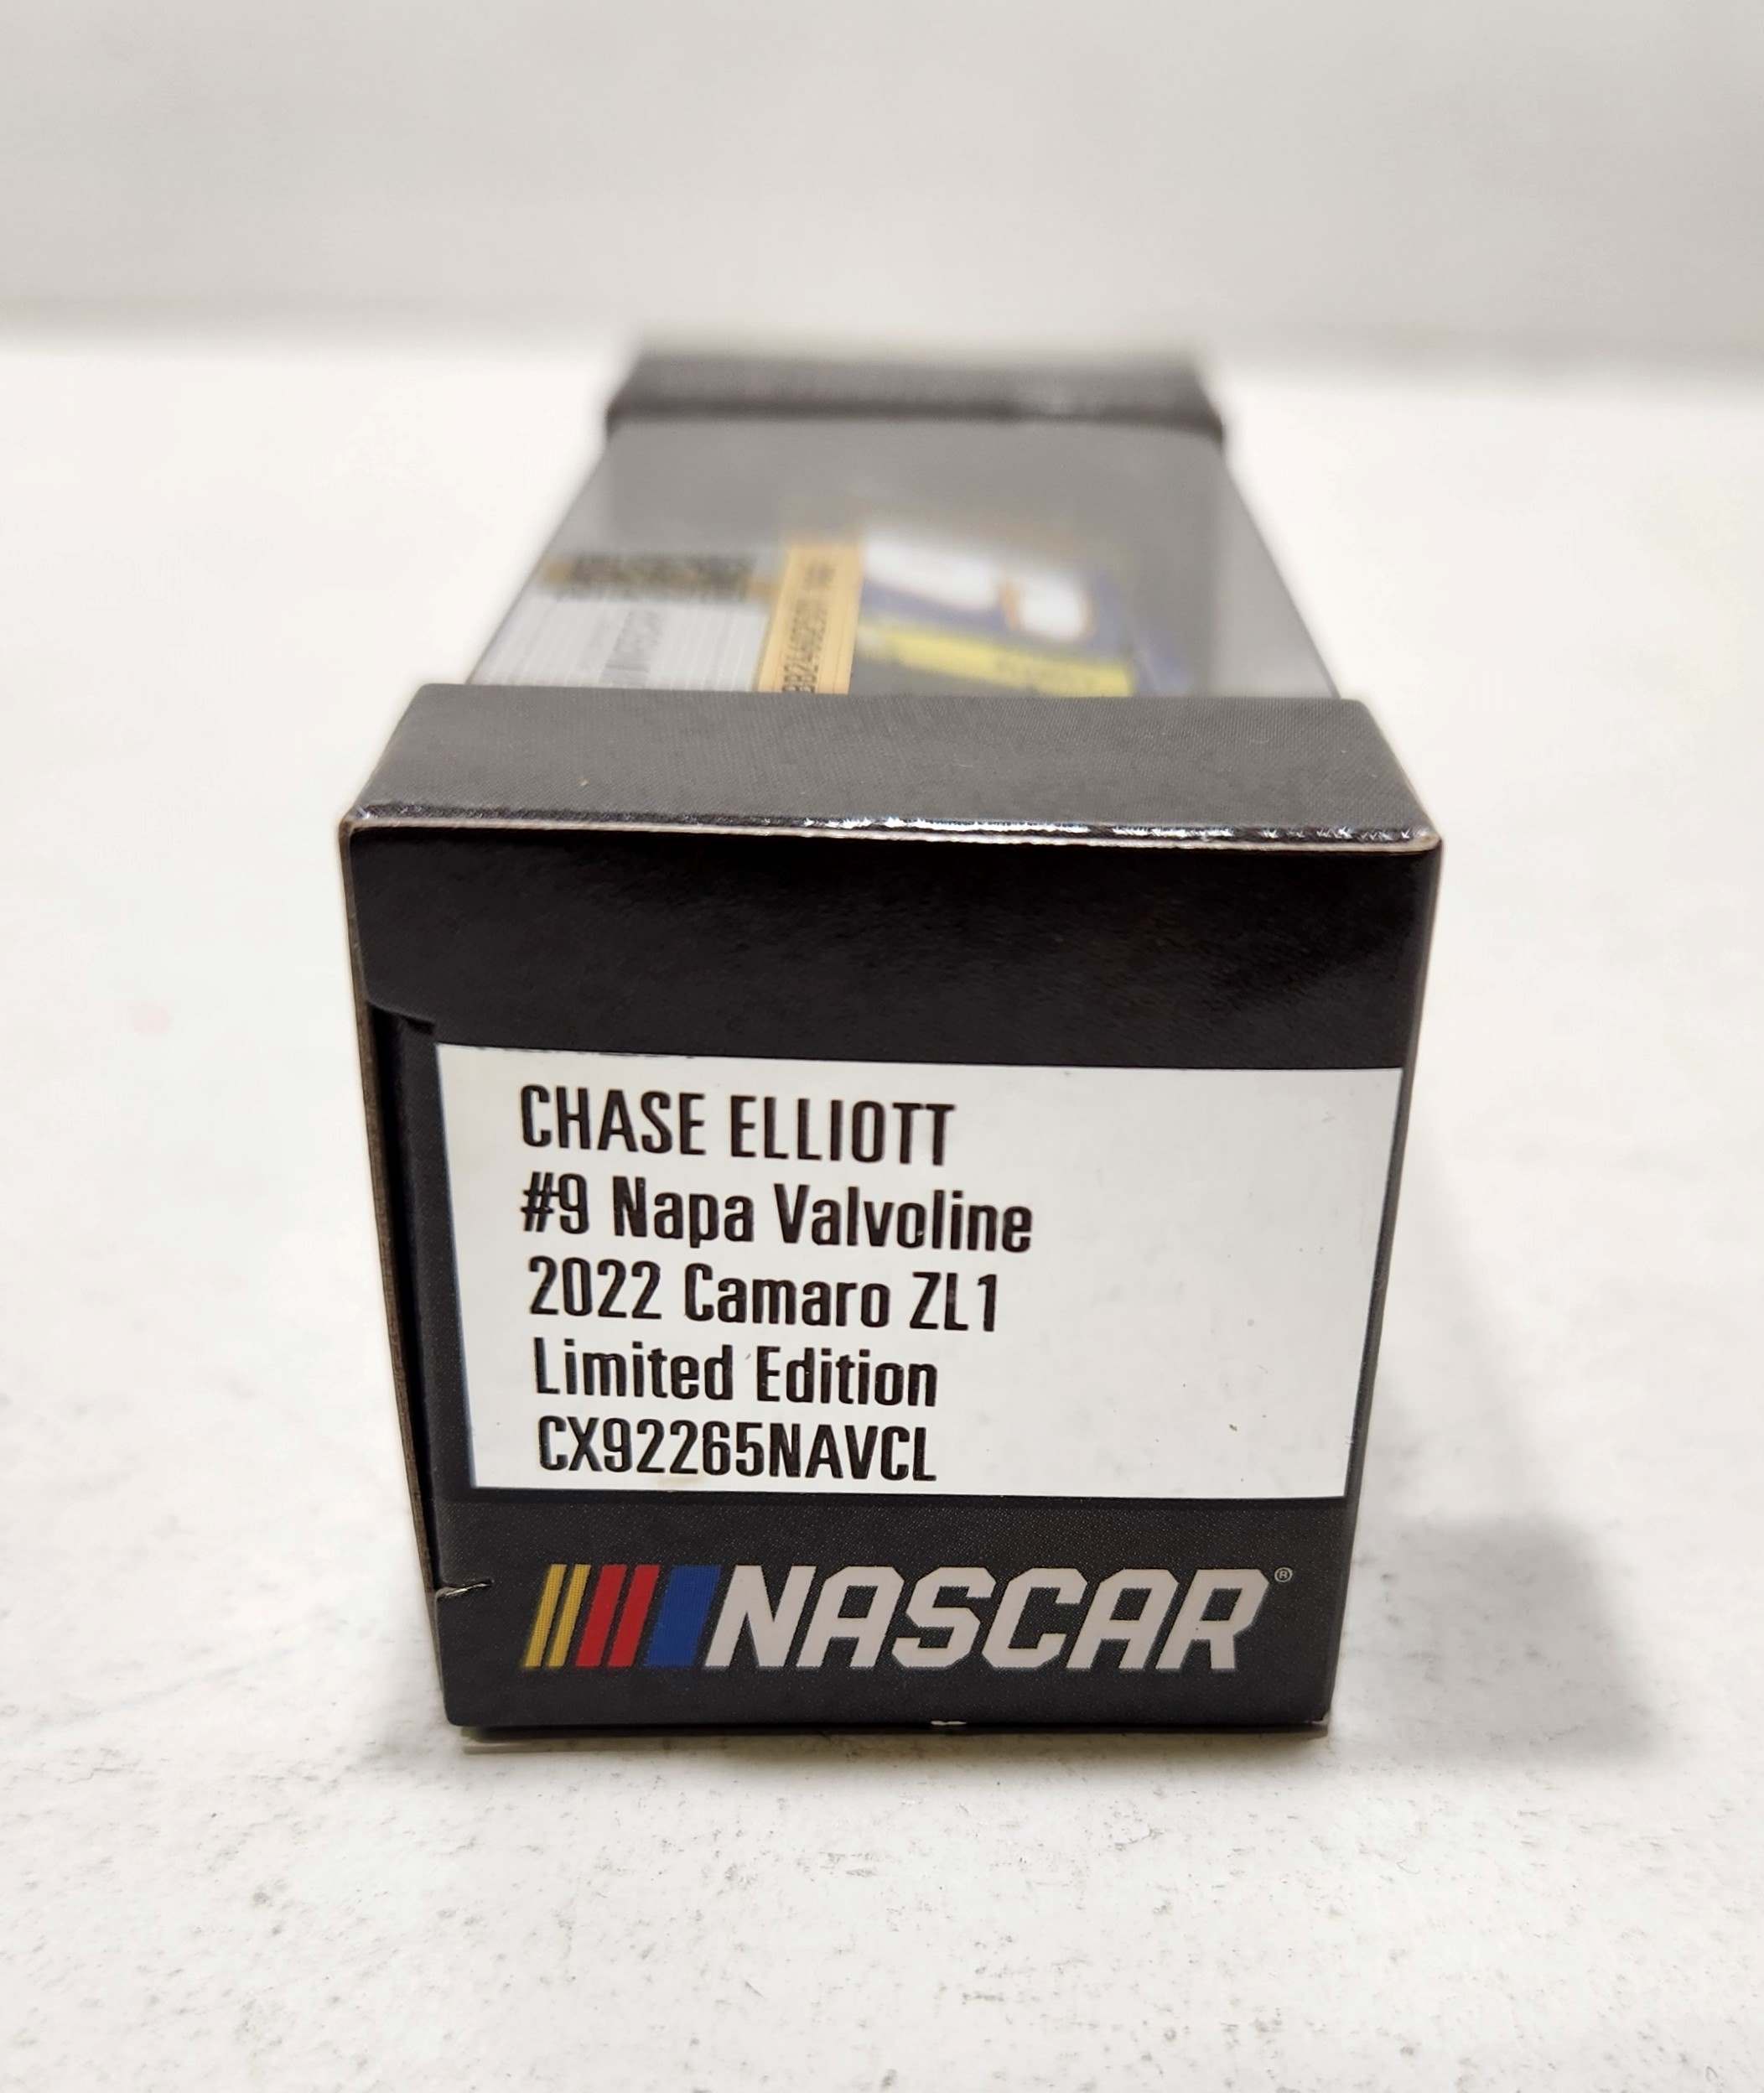 CHASE ELLIOTT
#9 Napa Valvoline
2022 Camaro ZL1
Limited Edition
CX92265NAVCL
NASCAR®